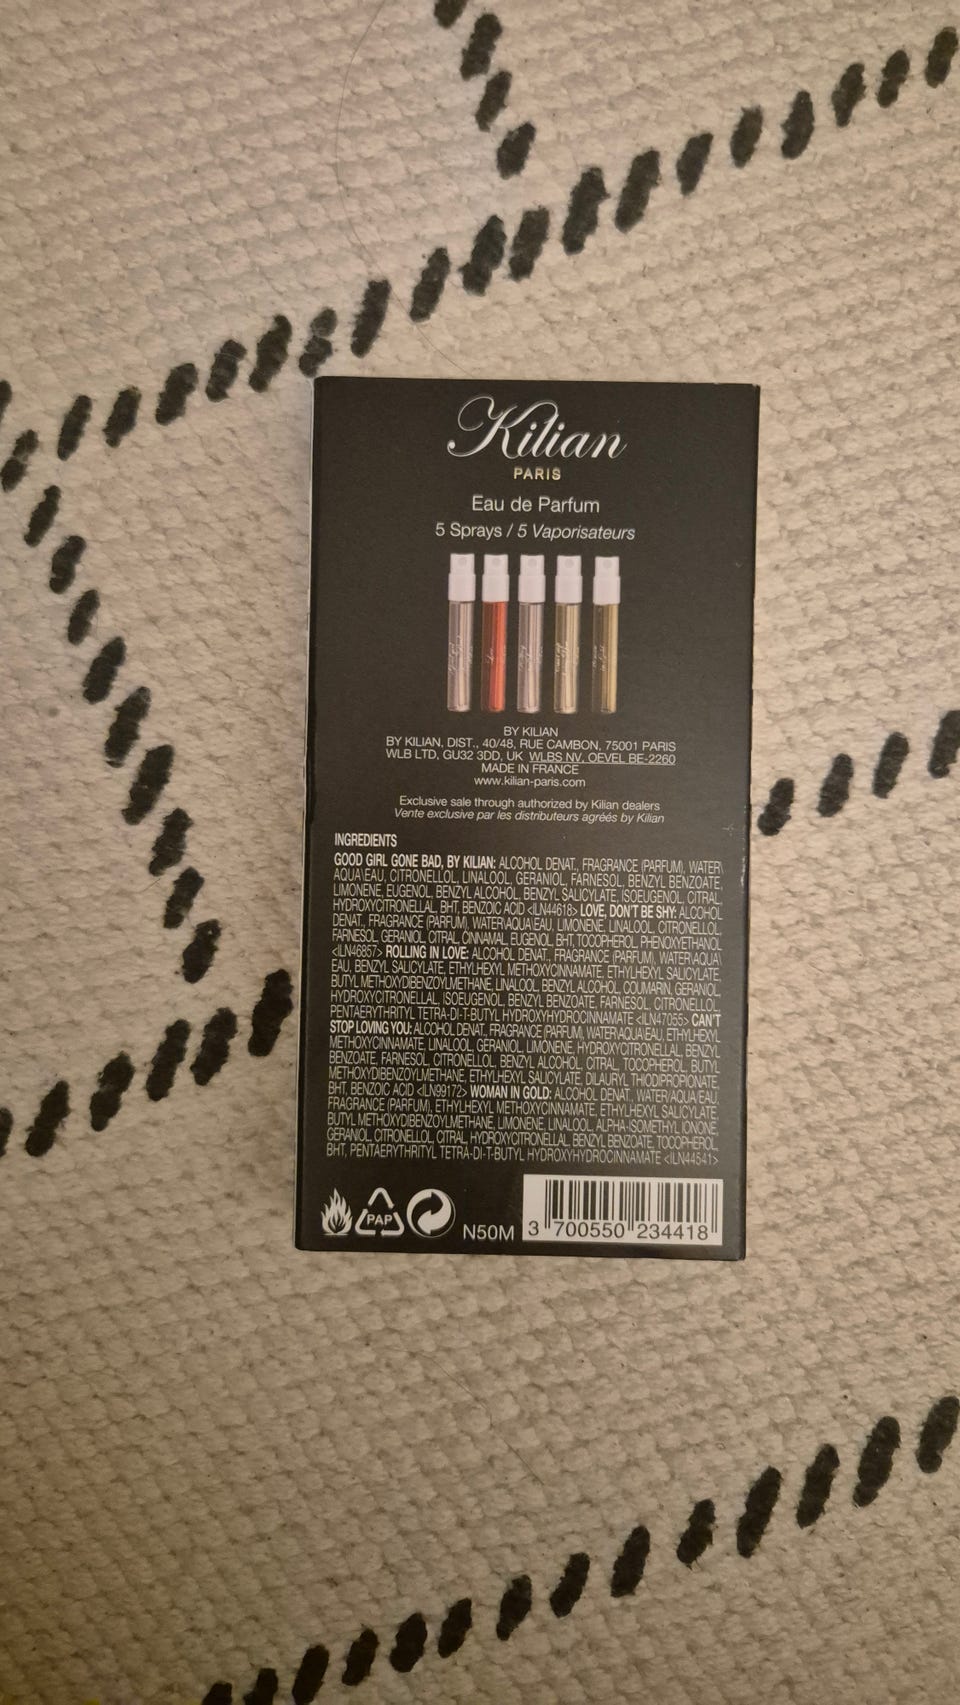 Kilian
PARIS
Eau de Parfum
5 Sprays / 5 Vaporisateurs
BY KILIAN
BY KILIAN, DIST., 40/48, RUE CAMBON, 75001 PARIS
WLB LTD, GU32 3DD, UK WLBS NV, OEVEL BE-2260
MADE IN FRANCE
www.kilian-paris.com
Exclusive sale through authorized by Kilian dealers
Vente exclusive par les distributeurs agréés by Kilian
INGREDIENTS
GOOD GIRL GONE BAD, BY KILIAN: ALCOHOL DENAT., FRAGRANCE (PARFUM), WATER\
AQUA\EAU, CITRONELLOL, LINALOOL, GERANIOL, FARNESOL, BENZYL BENZOATE,
LIMONENE, EUGENOL, BENZYL ALCOHOL, BENZYL SALICYLATE, ISOEUGENOL, CITRAL,
HYDROXYCITRONELLAL, BHT, BENZOIC ACID <ILN44618> LOVE, DON'T BE SHY: ALCOHOL
DENAT., FRAGRANCE (PARFUM), WATER\AQUA\EAU, LIMONENE, LINALOOL, CITRONELLOL,
FARNESOL, GERANIOL, CITRAL, CINNAMAL, EUGENOL, BHT, TOCOPHEROL, PHENOXYETHANOL
<ILN46857> ROLLING IN LOVE: ALCOHOL DENAT., FRAGRANCE (PARFUM), WATER\AQUA\
EAU, BENZYL SALICYLATE, ETHYLHEXYL METHOXYCINNAMATE, ETHYLHEXYL SALICYLATE,
BUTYL METHOXYDIBENZOYLMETHANE, LINALOOL, BENZYL ALCOHOL, COUMARIN, GERANIOL,
HYDROXYCITRONELLAL, ISOEUGENOL, BENZYL BENZOATE, FARNESOL, CITRONELLOL,
PENTAERYTHRITYL TETRA-DI-T-BUTYL HYDROXYHYDROCINNAMATE <ILN47055> CAN'T
STOP LOVING YOU: ALCOHOL DENAT., FRAGRANCE (PARFUM), WATER\AQUA\EAU, ETHYLHEXYL
METHOXYCINNAMATE, LINALOOL, GERANIOL, LIMONENE, HYDROXYCITRONELLAL, BENZYL
BENZOATE, FARNESOL, CITRONELLOL, BENZYL ALCOHOL, CITRAL, TOCOPHEROL, BUTYL
METHOXYDIBENZOYLMETHANE, ETHYLHEXYL SALICYLATE, DILAURYL THIODIPROPIONATE,
BHT, BENZOIC ACID <ILN99172> WOMAN IN GOLD: ALCOHOL DENAT., WATER/AQUA/EAU,
FRAGRANCE (PARFUM), ETHYLHEXYL METHOXYCINNAMATE, ETHYLHEXYL SALICYLATE,
BUTYL METHOXYDIBENZOYLMETHANE, LIMONENE, LINALOOL, ALPHA-ISOMETHYL IONONE,
GERANIOL, CITRONELLOL, CITRAL, HYDROXYCITRONELLAL, BENZYL BENZOATE, TOCOPHEROL,
BHT, PENTAERYTHRITYL TETRA-DI-T-BUTYL HYDROXYHYDROCINNAMATE <ILN44541>
PAP
N50M
3 700550 234418